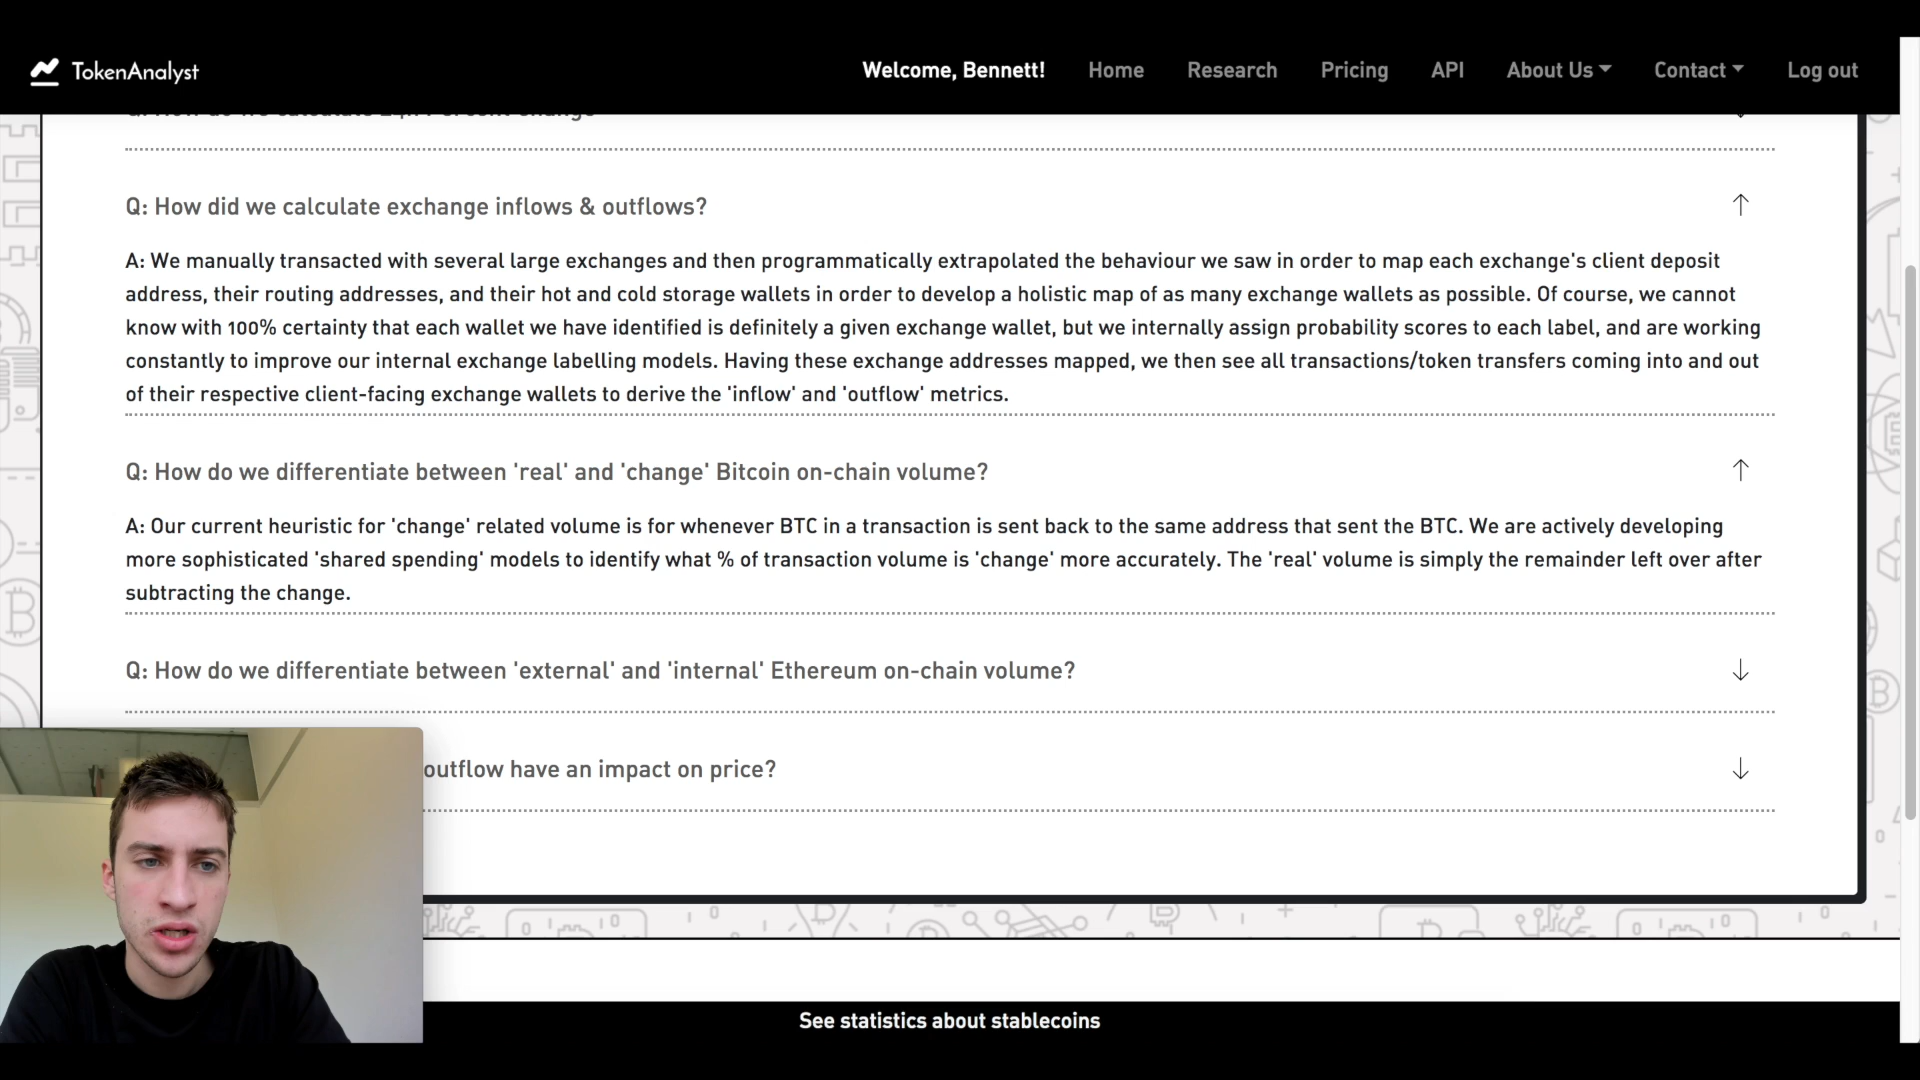 TokenAnalyst
Welcome, Bennett!
Home
Research
Pricing
API
About Us
Contact
Log out
Q: How did we calculate exchange inflows & outflows?
A: We manually transacted with several large exchanges and then programmatically extrapolated the behaviour we saw in order to map each exchange's client deposit
address, their routing addresses, and their hot and cold storage wallets in order to develop a holistic map of as many exchange wallets as possible. Of course, we cannot
know with 100% certainty that each wallet we have identified is definitely a given exchange wallet, but we internally assign probability scores to each label, and are working
constantly to improve our internal exchange labelling models. Having these exchange addresses mapped, we then see all transactions/token transfers coming into and out
of their respective client-facing exchange wallets to derive the 'inflow' and 'outflow' metrics.
Q: How do we differentiate between 'real' and 'change' Bitcoin on-chain volume?
A: Our current heuristic for 'change' related volume is for whenever BTC in a transaction is sent back to the same address that sent the BTC. We are actively developing
more sophisticated 'shared spending' models to identify what % of transaction volume is 'change' more accurately. The 'real' volume is simply the remainder left over after
subtracting the change.
Q: How do we differentiate between 'external' and 'internal' Ethereum on-chain volume?
outflow have an impact on price?
See statistics about stablecoins